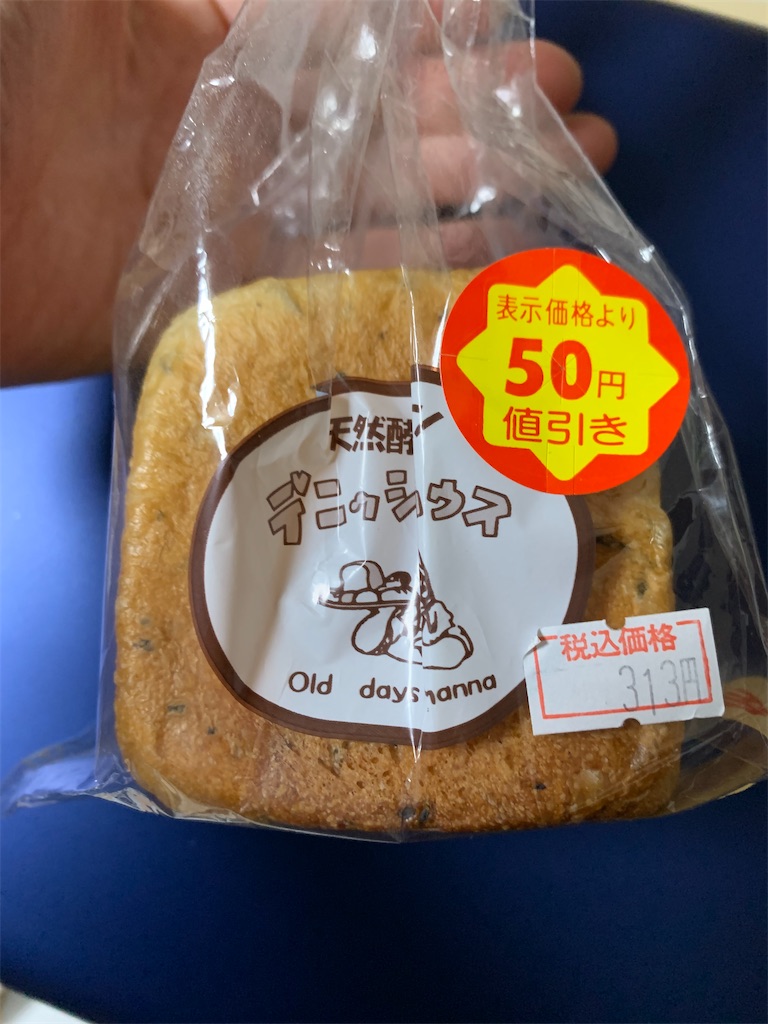 表示価格より
50円
値引き
天然酵
デニッシュハウス
Old days manna
税込価格
313円